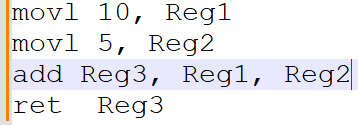 movl 10, Reg1
movl 5, Reg2
add Reg3, Reg1, Reg2
ret  Reg3